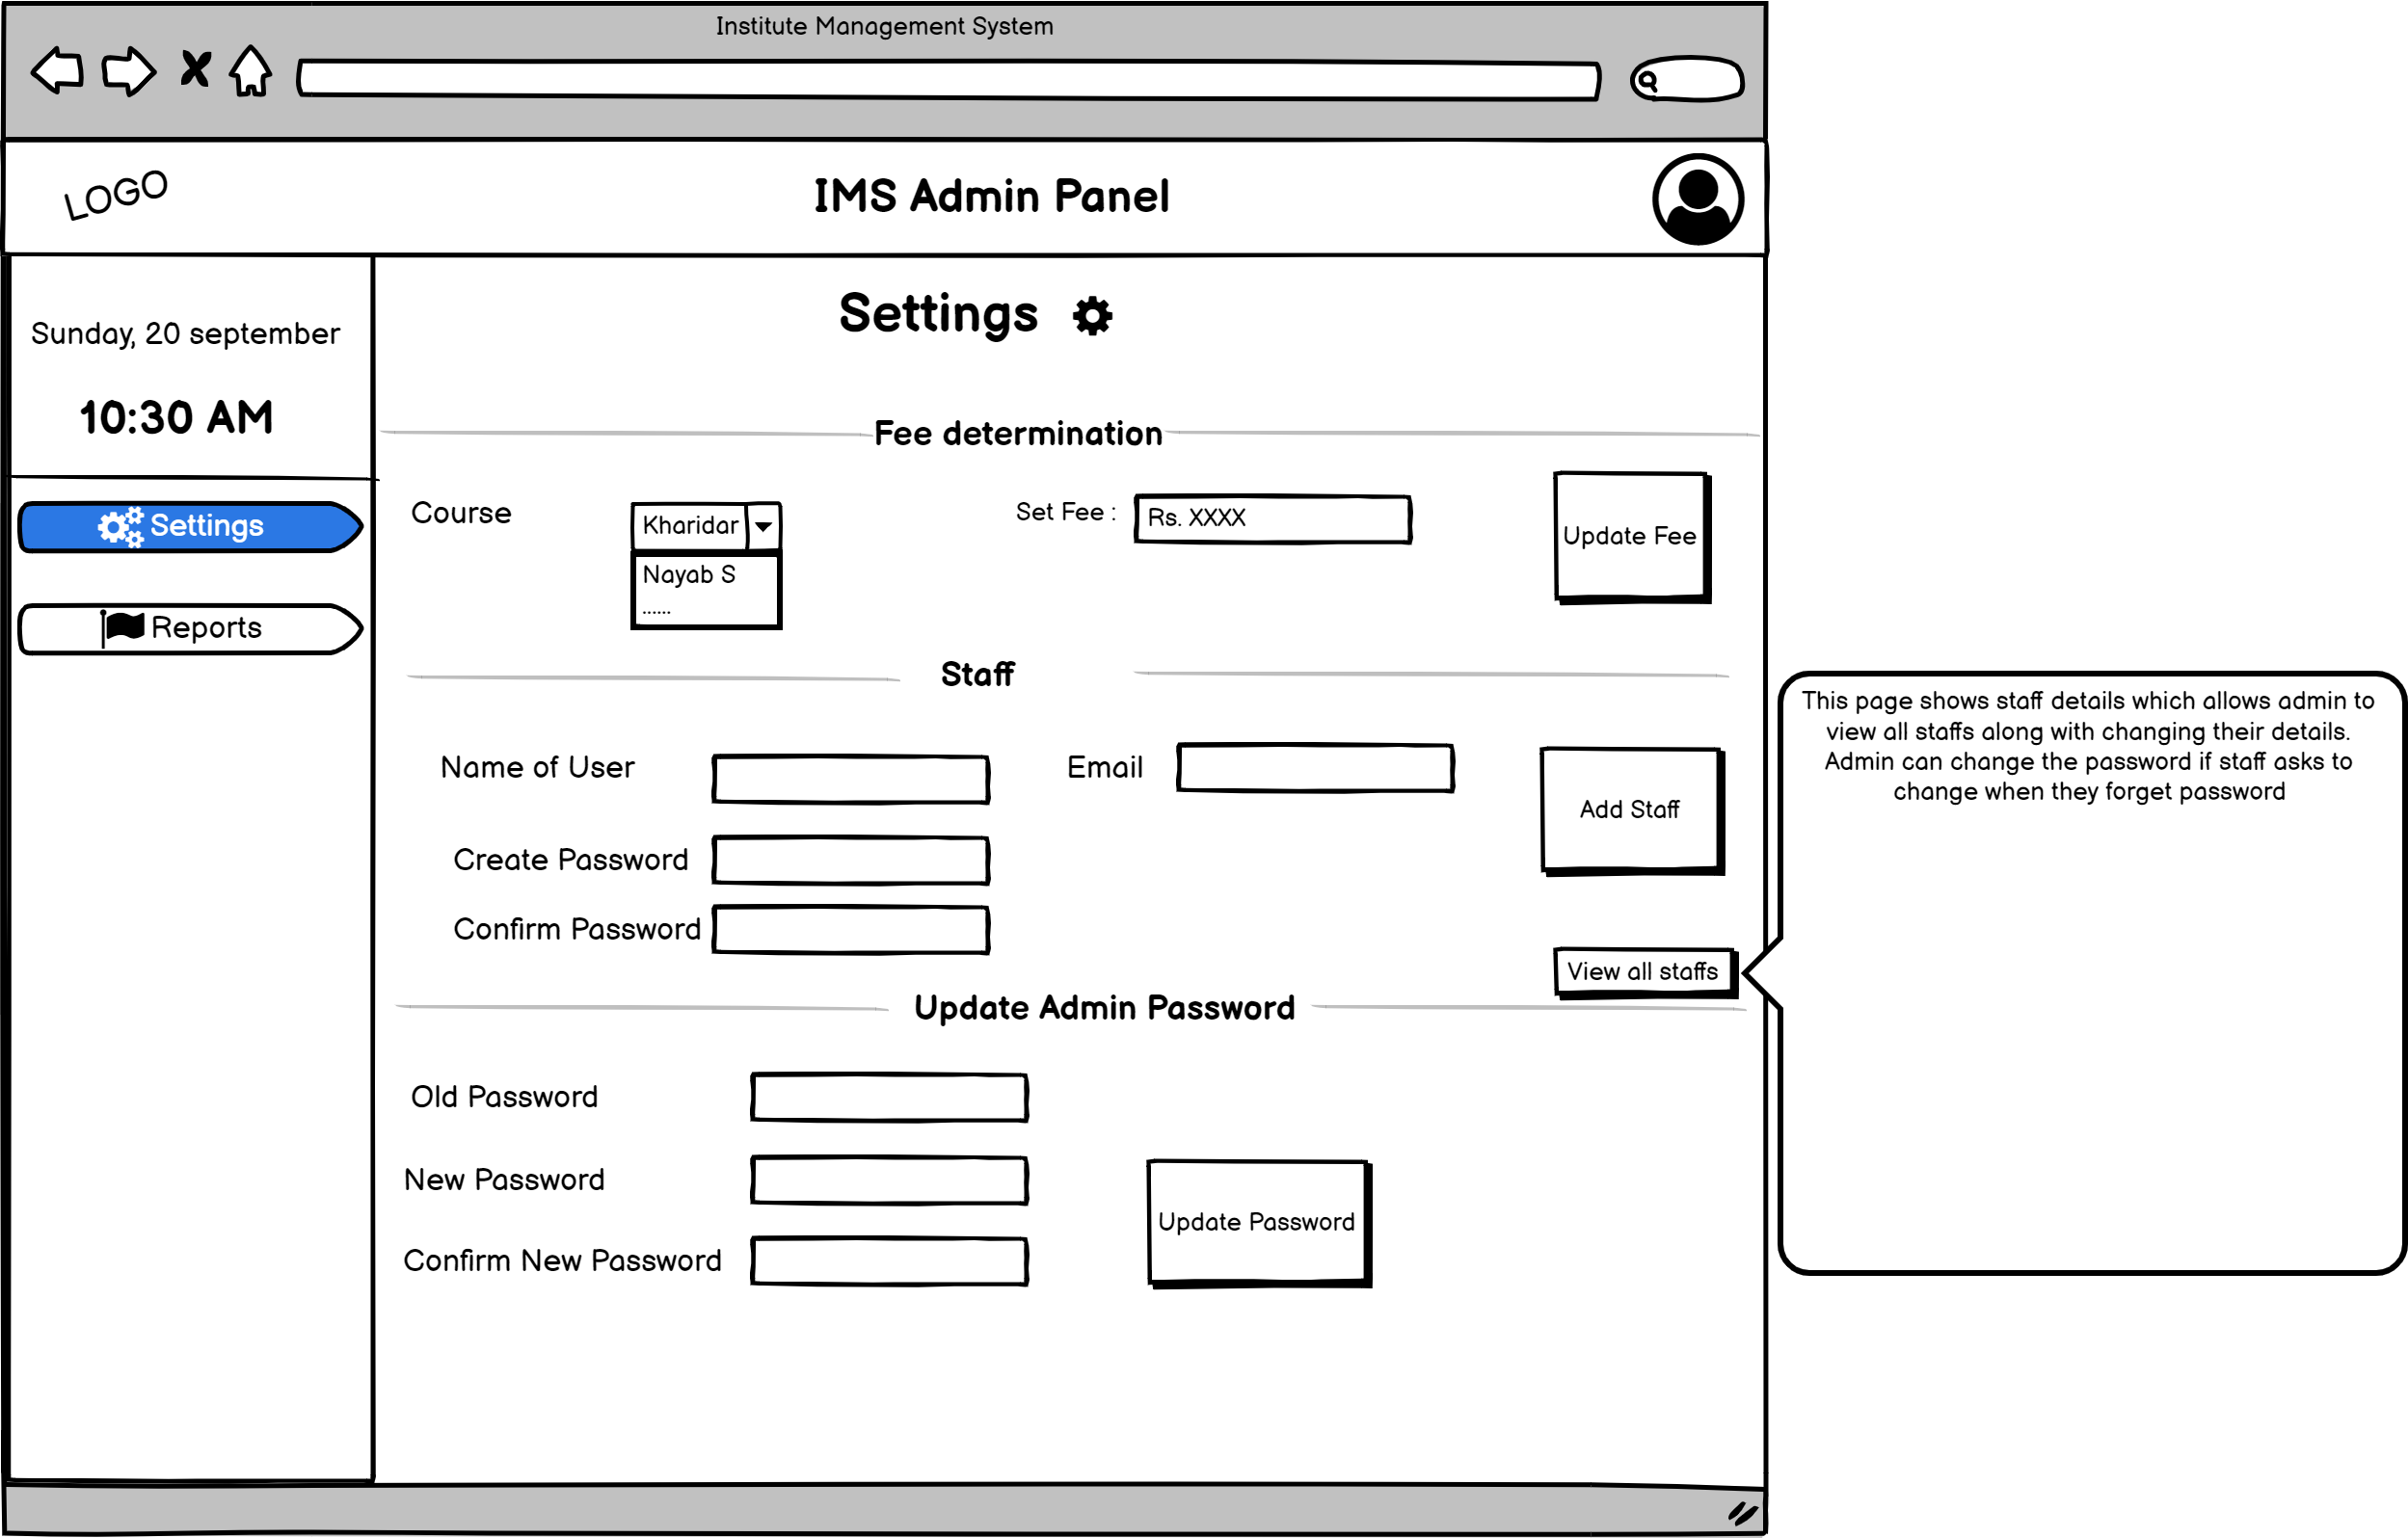 Institute Management System
LOGO
IMS Admin Panel
Sunday, 20 september
10:30 AM
Settings
Reports
Settings
Fee determination
Course
Kharidar
Nayab S
......
Set Fee :
Rs. XXXX
Update Fee
Staff
Name of User
Email
Create Password
Confirm Password
Add Staff
View all staffs
This page shows staff details which allows admin to
view all staffs along with changing their details.
Admin can change the password if staff asks to
change when they forget password
Update Admin Password
Old Password
New Password
Confirm New Password
Update Password